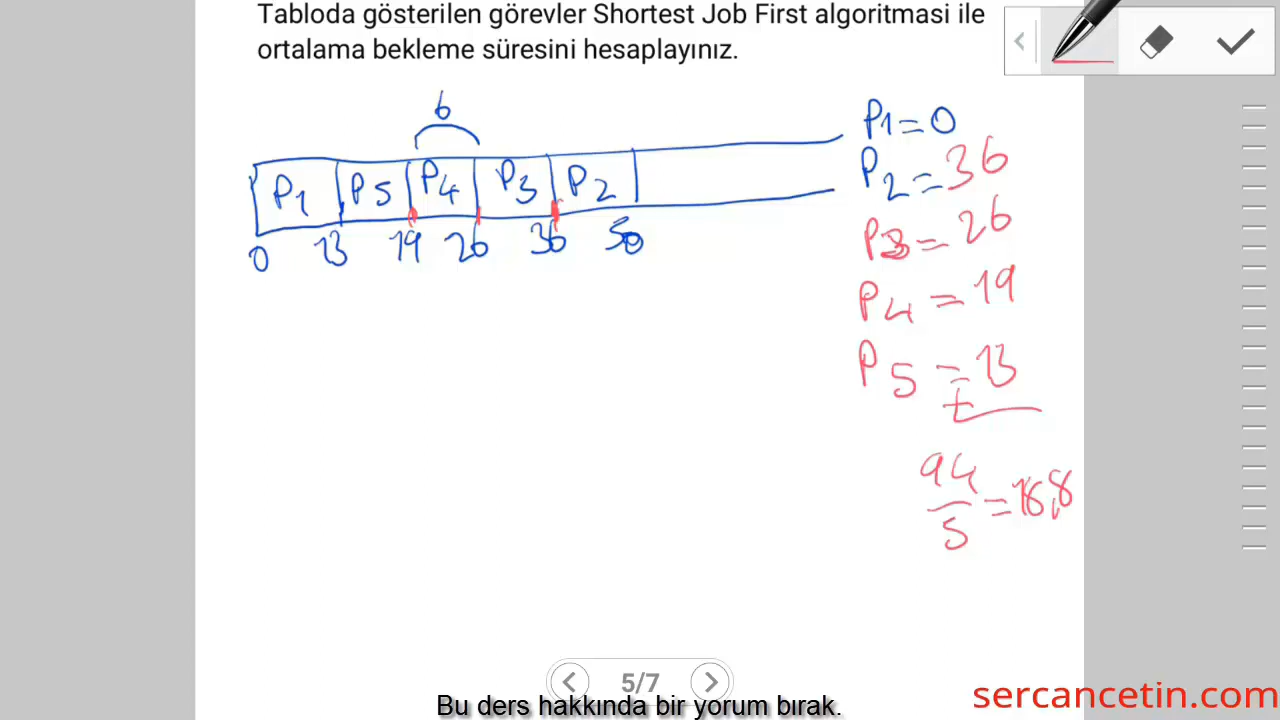 Tabloda gösterilen görevler Shortest Job First algoritmasi ile
ortalama bekleme süresini hesaplayınız.
6
P1 P5 P4 P3 P2
0 13 19 26 36 50
P1=0
P2=36
P3=26
P4=19
P5=13
+
94/5=18,8
5/7
Bu ders hakkında bir yorum bırak.
sercancetin.com